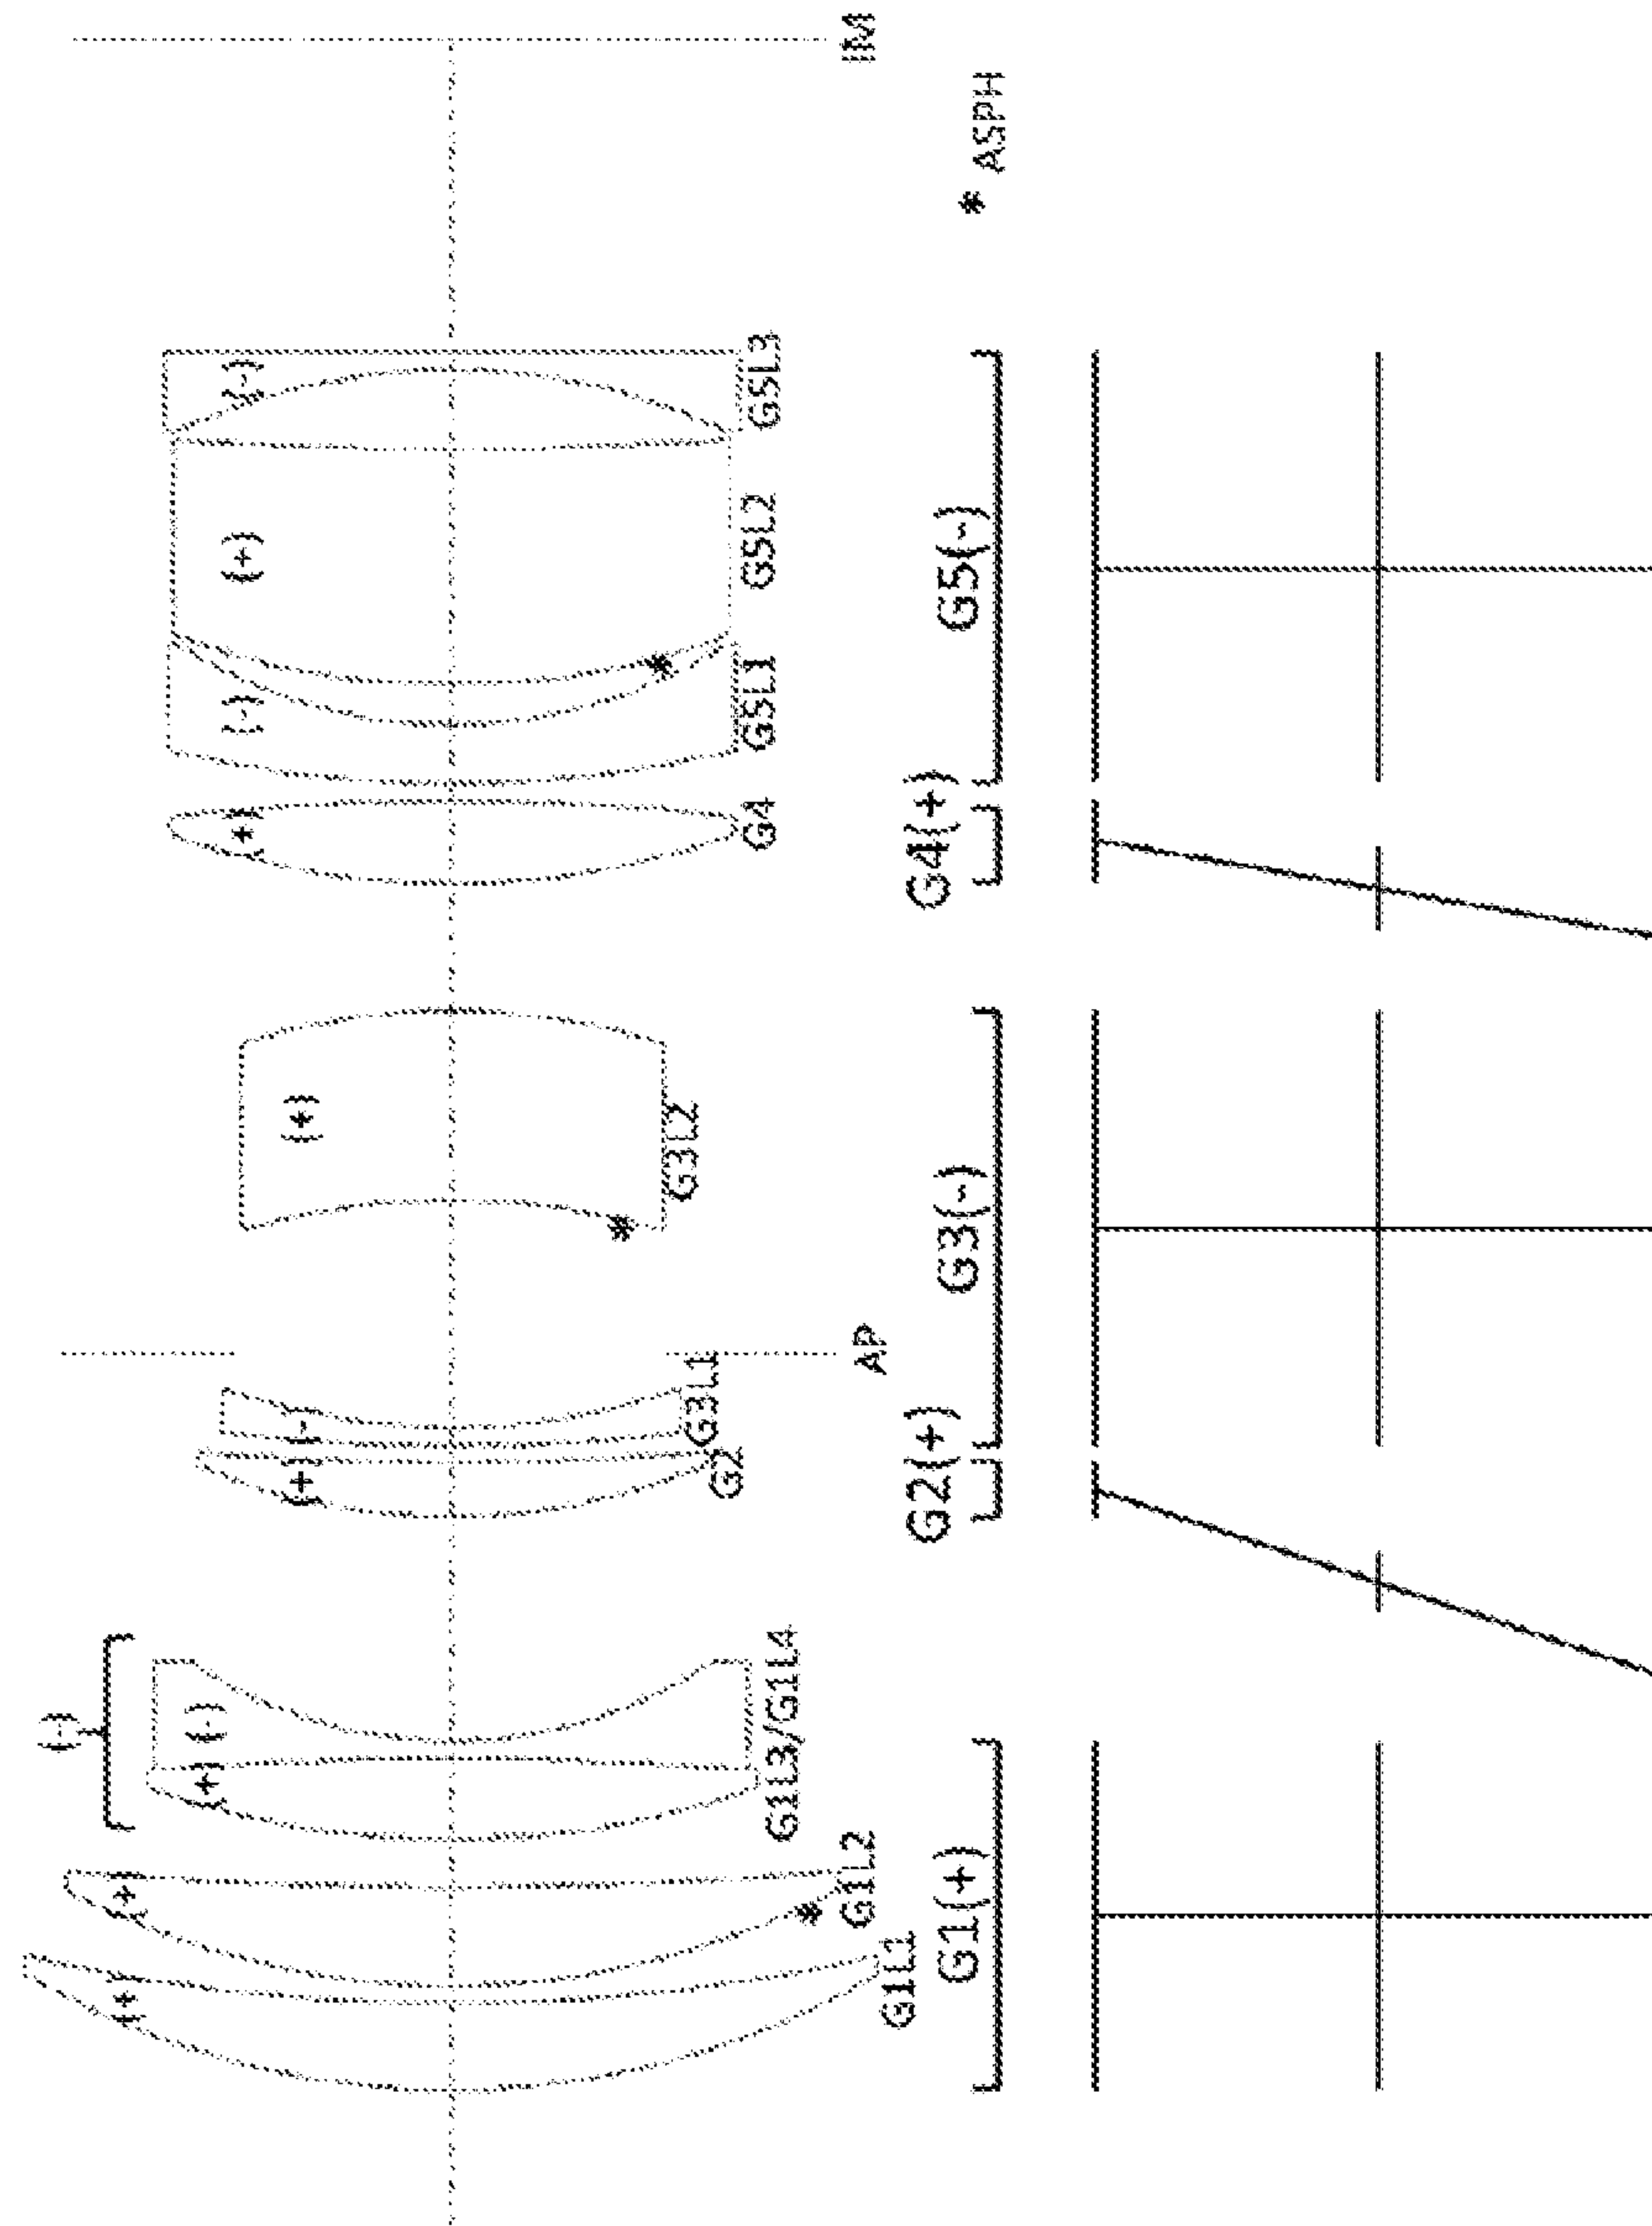 (-)
(+)
(+)
(+)
(-)
(+)
(-)
(+)
(+)
(-)
(+)
(-)
*
*
*
G1L1
G1L2
G1L3/G1L4
G2
G3L1
AP
G3L2
G4
G5L1
G5L2
G5L3
IM
G1(+)
G2(+)
G3(-)
G4(+)
G5(-)
* ASPH